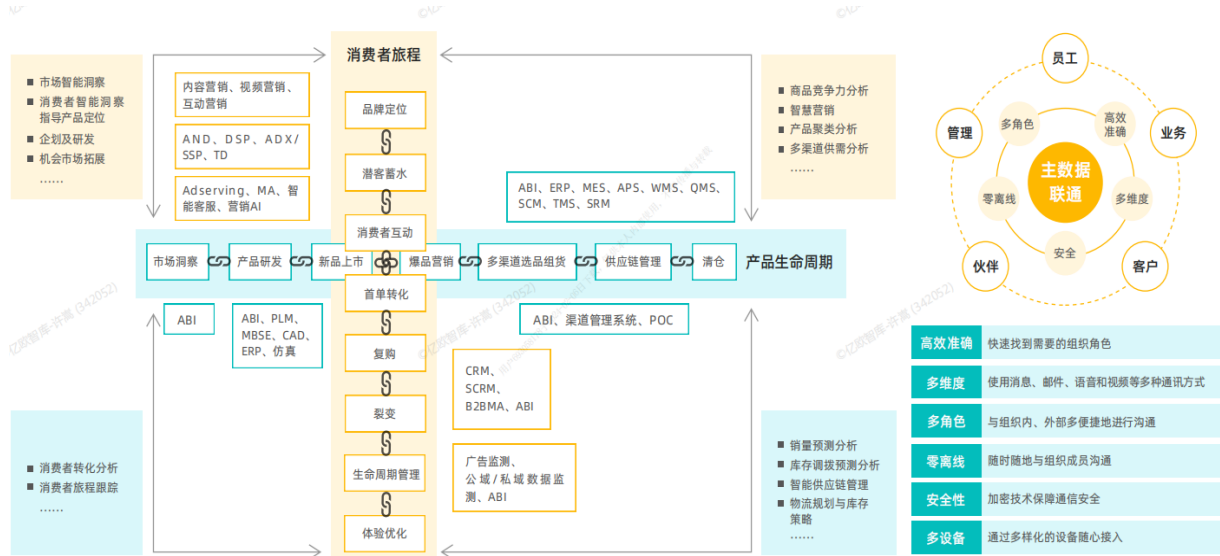 消费者旅程
■ 市场智能洞察
■ 消费者智能洞察
指导产品定位
■ 企划及研发
■ 机会市场拓展
……
内容营销、视频营销、
互动营销
AND、DSP、ADX/
SSP、TD
Adserving、MA、智
能客服、营销AI
品牌定位
潜客蓄水
消费者互动
■ 商品竞争力分析
■ 智慧营销
■ 产品聚类分析
■ 多渠道供需分析
……
ABI、ERP、MES、APS、WMS、QMS、
SCM、TMS、SRM
市场洞察
产品研发
新品上市
爆品营销
多渠道选品组货
供应链管理
清仓
产品生命周期
ABI
ABI、PLM、
MBSE、CAD、
ERP、仿真
首单转化
复购
裂变
生命周期管理
体验优化
ABI、渠道管理系统、POC
CRM、
SCRM、
B2BMA、ABI
广告监测、
公域/私域数据监
测、ABI
■ 消费者转化分析
■ 消费者旅程跟踪
……
■ 销量预测分析
■ 库存调拨预测分析
■ 智能供应链管理
■ 物流规划与库存
策略
……
员工
管理
业务
伙伴
客户
多角色
高效
准确
零离线
多维度
安全
主数据
联通
高效准确 快速找到需要的组织角色
多维度 使用消息、邮件、语音和视频等多种通讯方式
多角色 与组织内、外部多便捷地进行沟通
零离线 随时随地与组织成员沟通
安全性 加密技术保障通信安全
多设备 通过多样化的设备随心接入
©亿欧智库-许嵩 (342052)